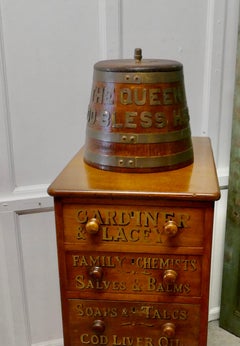 THE QUEEN
GOD BLESS HER
GARDINER
& LACEY
FAMILY CHEMISTS
SALVES & BALMS
SOAPS & TALCS
COD LIVER OIL